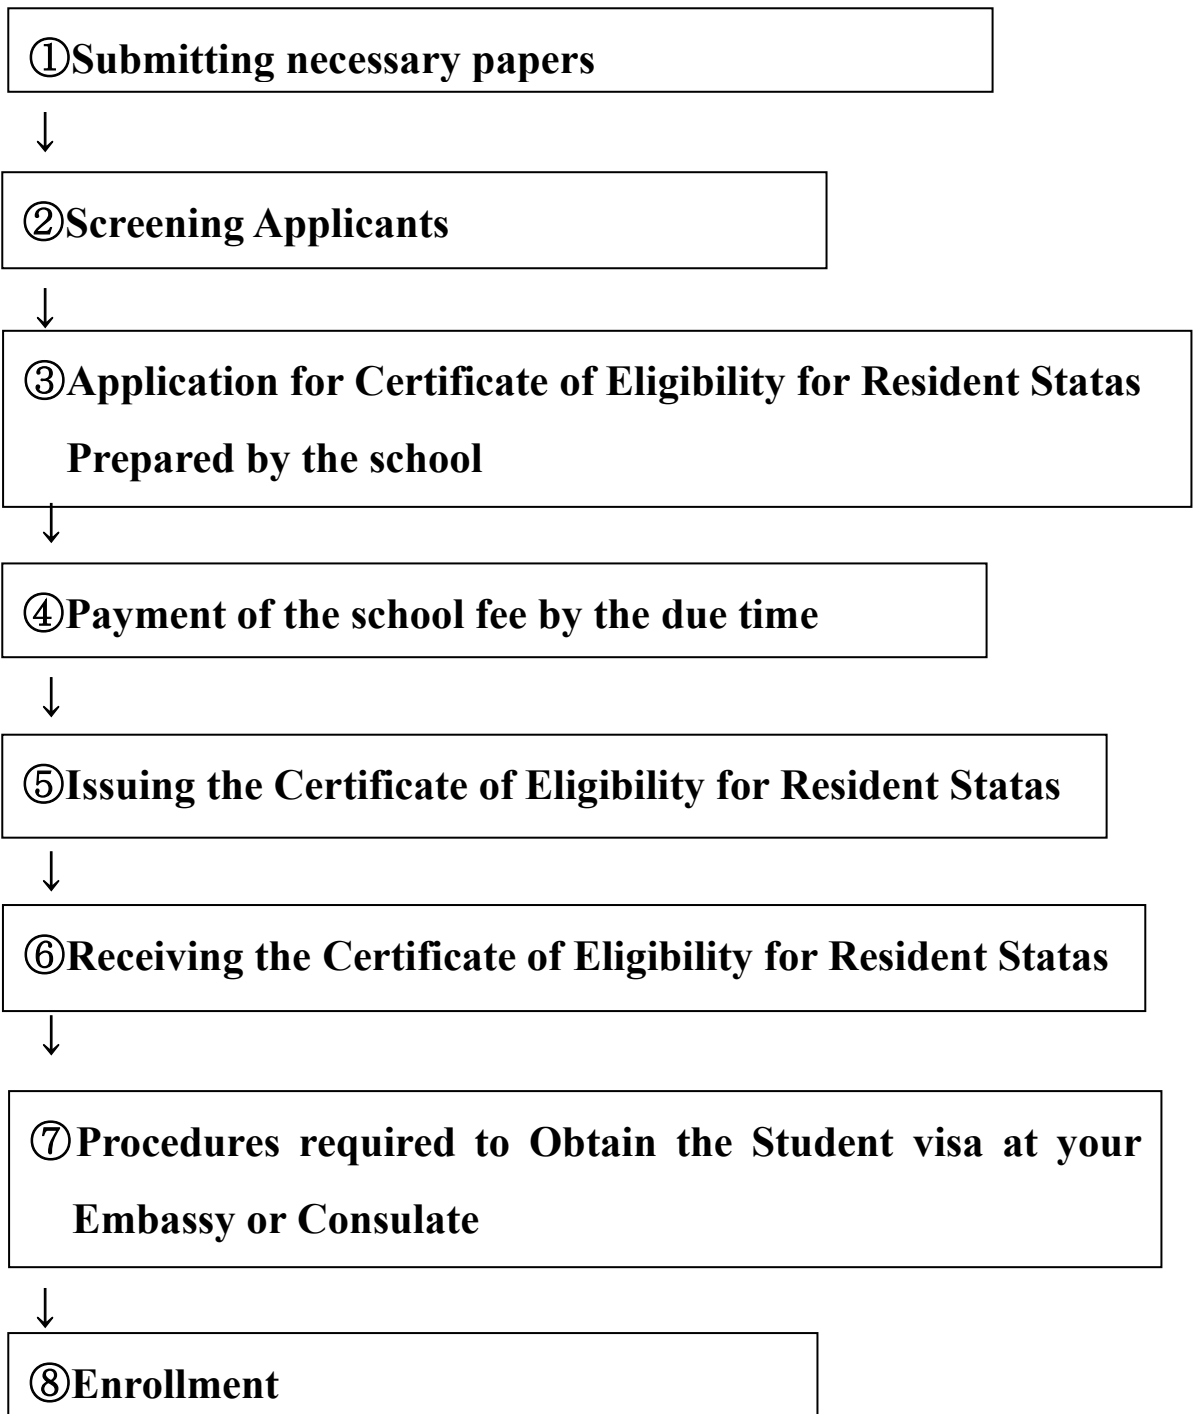 ①Submitting necessary papers
↓
②Screening Applicants
↓
③Application for Certificate of Eligibility for Resident Statas
Prepared by the school
↓
④Payment of the school fee by the due time
↓
⑤Issuing the Certificate of Eligibility for Resident Statas
↓
⑥Receiving the Certificate of Eligibility for Resident Statas
↓
⑦Procedures required to Obtain the Student visa at your
Embassy or Consulate
↓
⑧Enrollment